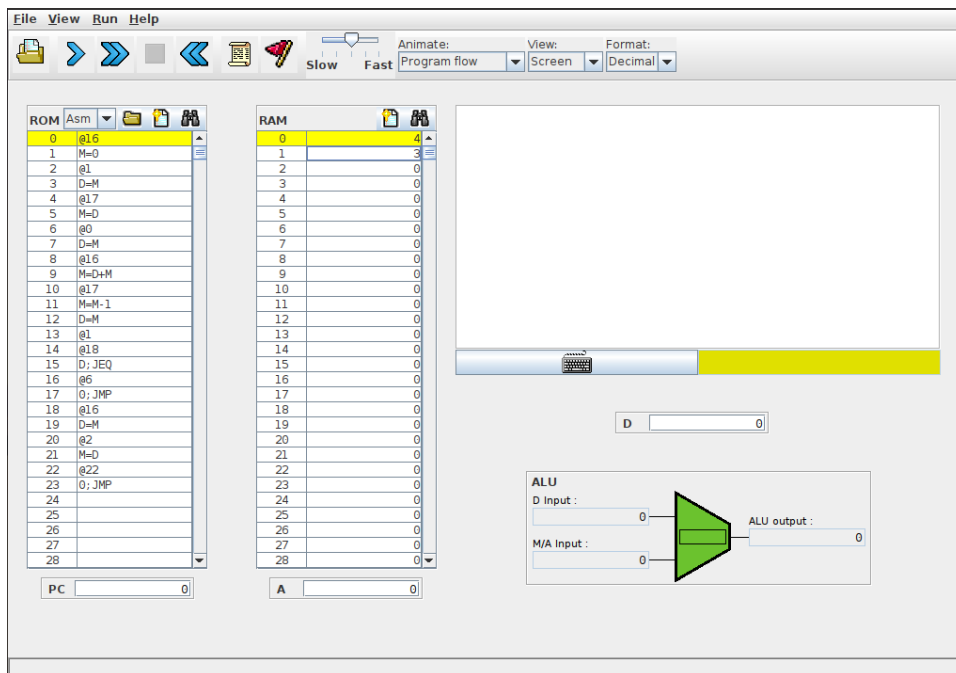 File View Run Help
Slow Fast
Animate: View: Format:
Program flow Screen Decimal
ROM Asm
0 @16
1 M=0
2 @1
3 D=M
4 @17
5 M=D
6 @0
7 D=M
8 @16
9 M=D+M
10 @17
11 M=M-1
12 D=M
13 @1
14 @18
15 D;JEQ
16 @6
17 0;JMP
18 @16
19 D=M
20 @2
21 M=D
22 @22
23 0;JMP
24
25
26
27
28
PC 0
RAM
0 4
1 3
2 0
3 0
4 0
5 0
6 0
7 0
8 0
9 0
10 0
11 0
12 0
13 0
14 0
15 0
16 0
17 0
18 0
19 0
20 0
21 0
22 0
23 0
24 0
25 0
26 0
27 0
28 0
A 0
D 0
ALU
D Input :
0
M/A Input :
0
ALU output :
0